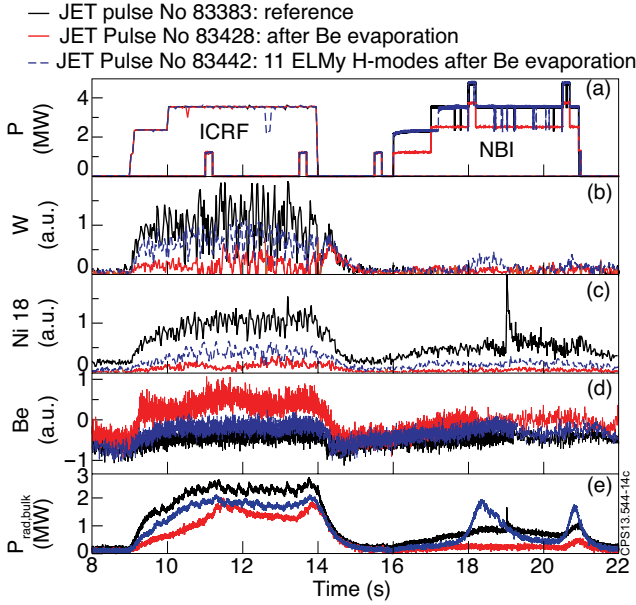 JET pulse No 83383: reference
JET Pulse No 83428: after Be evaporation
JET Pulse No 83442: 11 ELMy H-modes after Be evaporation
P (MW)
4
2
0
ICRF
NBI
(a)
W (a.u.)
1
0
(b)
Ni 18 (a.u.)
1
0
(c)
Be (a.u.)
1
0
−1
(d)
P rad,bulk (MW)
3
2
1
0
(e)
CPS13.544-14c
8 10 12 14 16 18 20 22
Time (s)